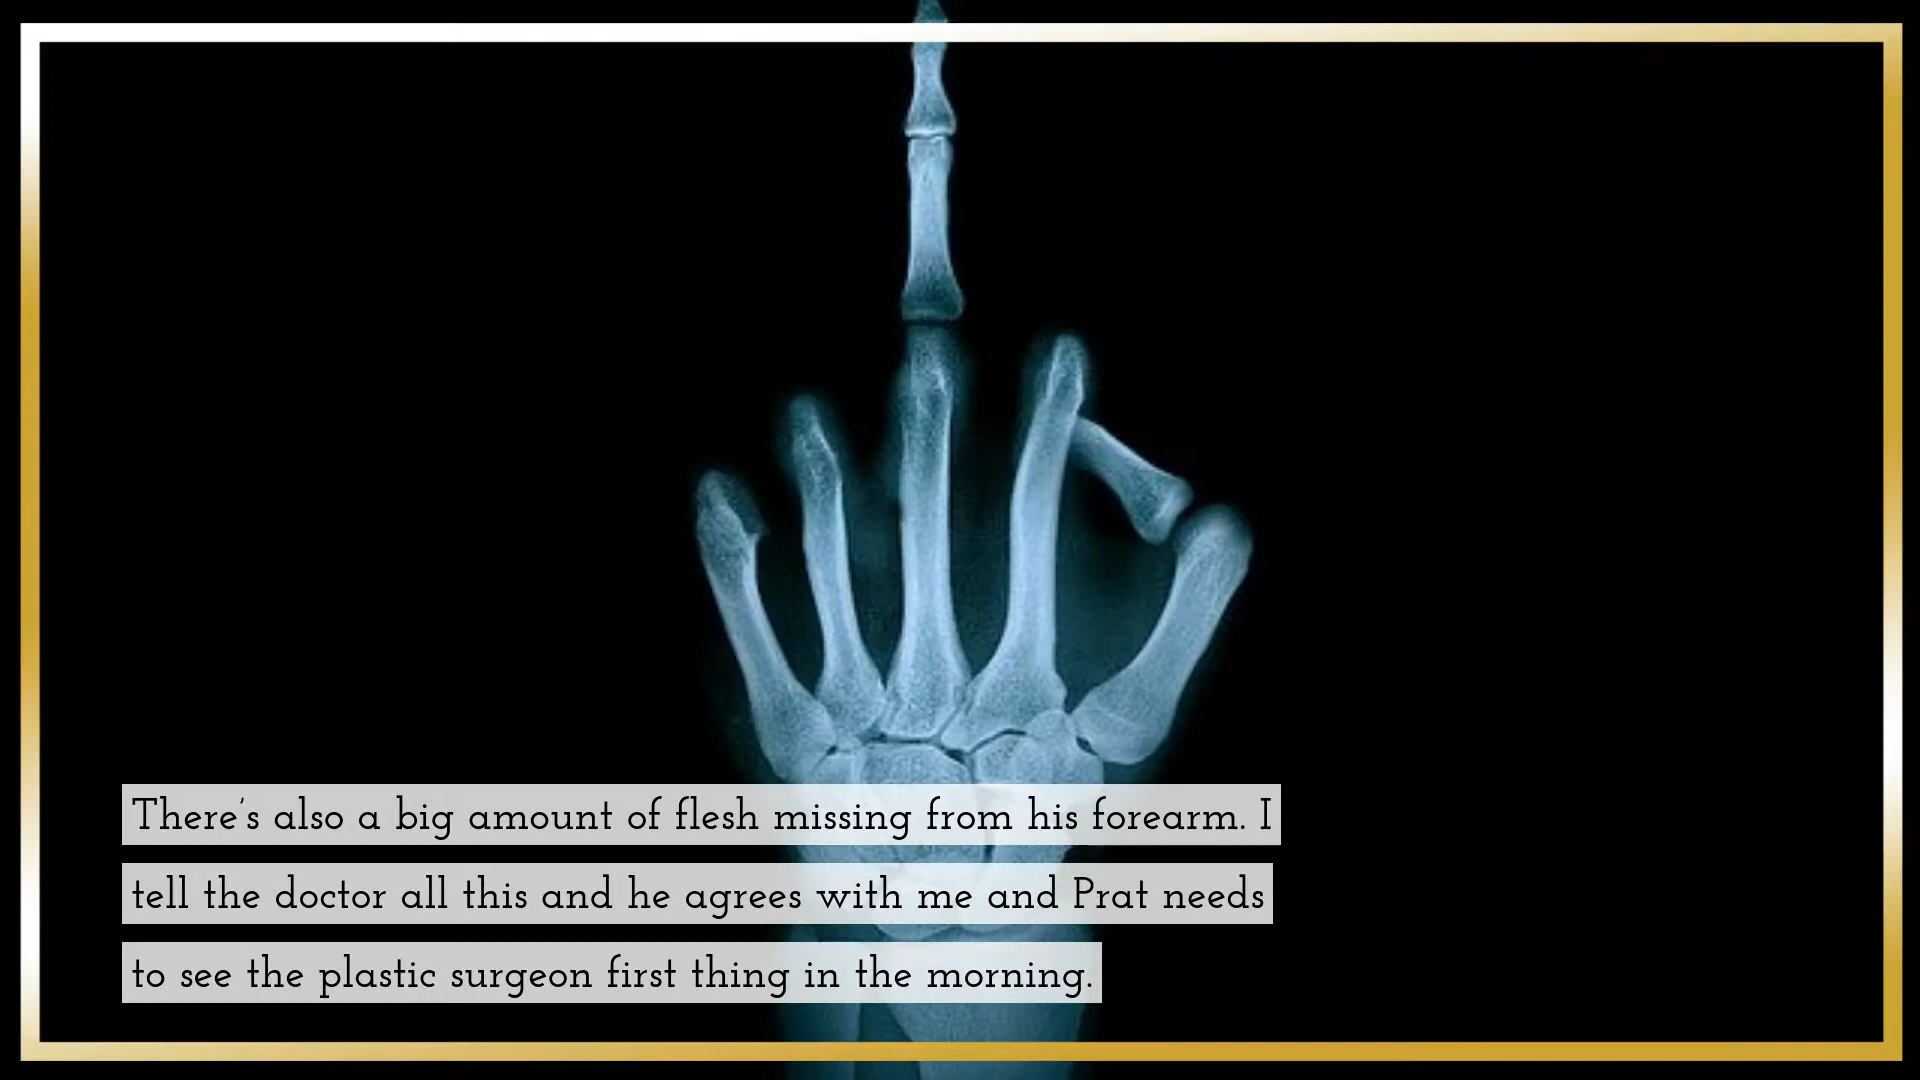 There's also a big amount of flesh missing from his forearm. I
tell the doctor all this and he agrees with me and Prat needs
to see the plastic surgeon first thing in the morning.